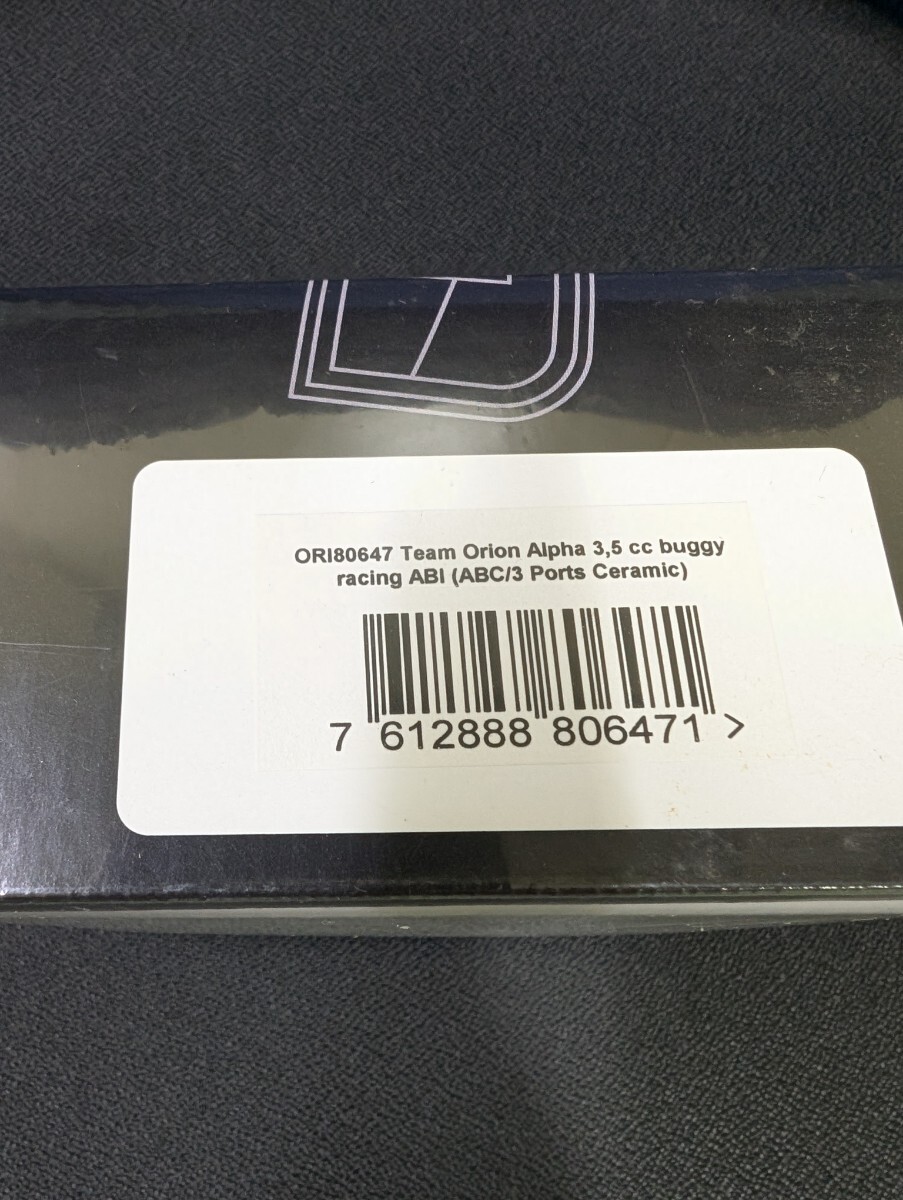 ORI80647 Team Orion Alpha 3,5 cc buggy
racing ABI (ABC/3 Ports Ceramic)
7 612888 806471 >